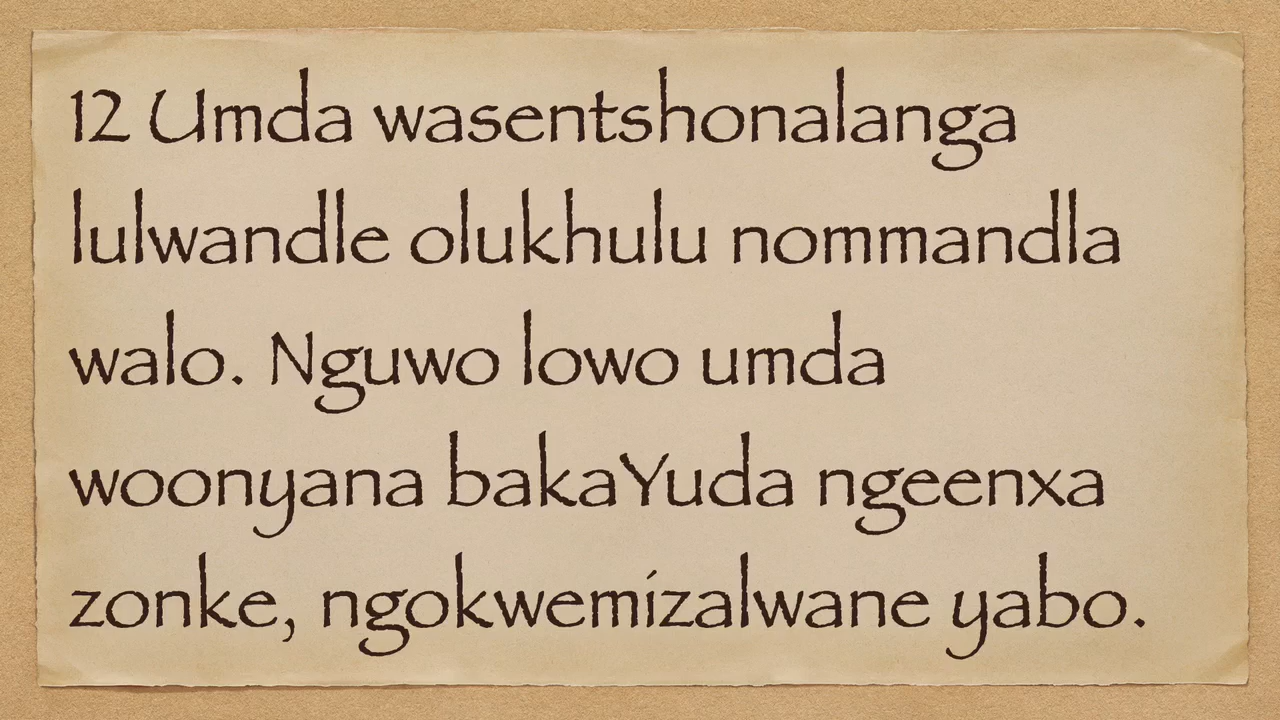 12 Umda wasentshonalanga
lulwandle olukhulu nommandla
walo. Nguwo lowo umda
woonyana bakaYuda ngeenxa
zonke, ngokwemizalwane yabo.